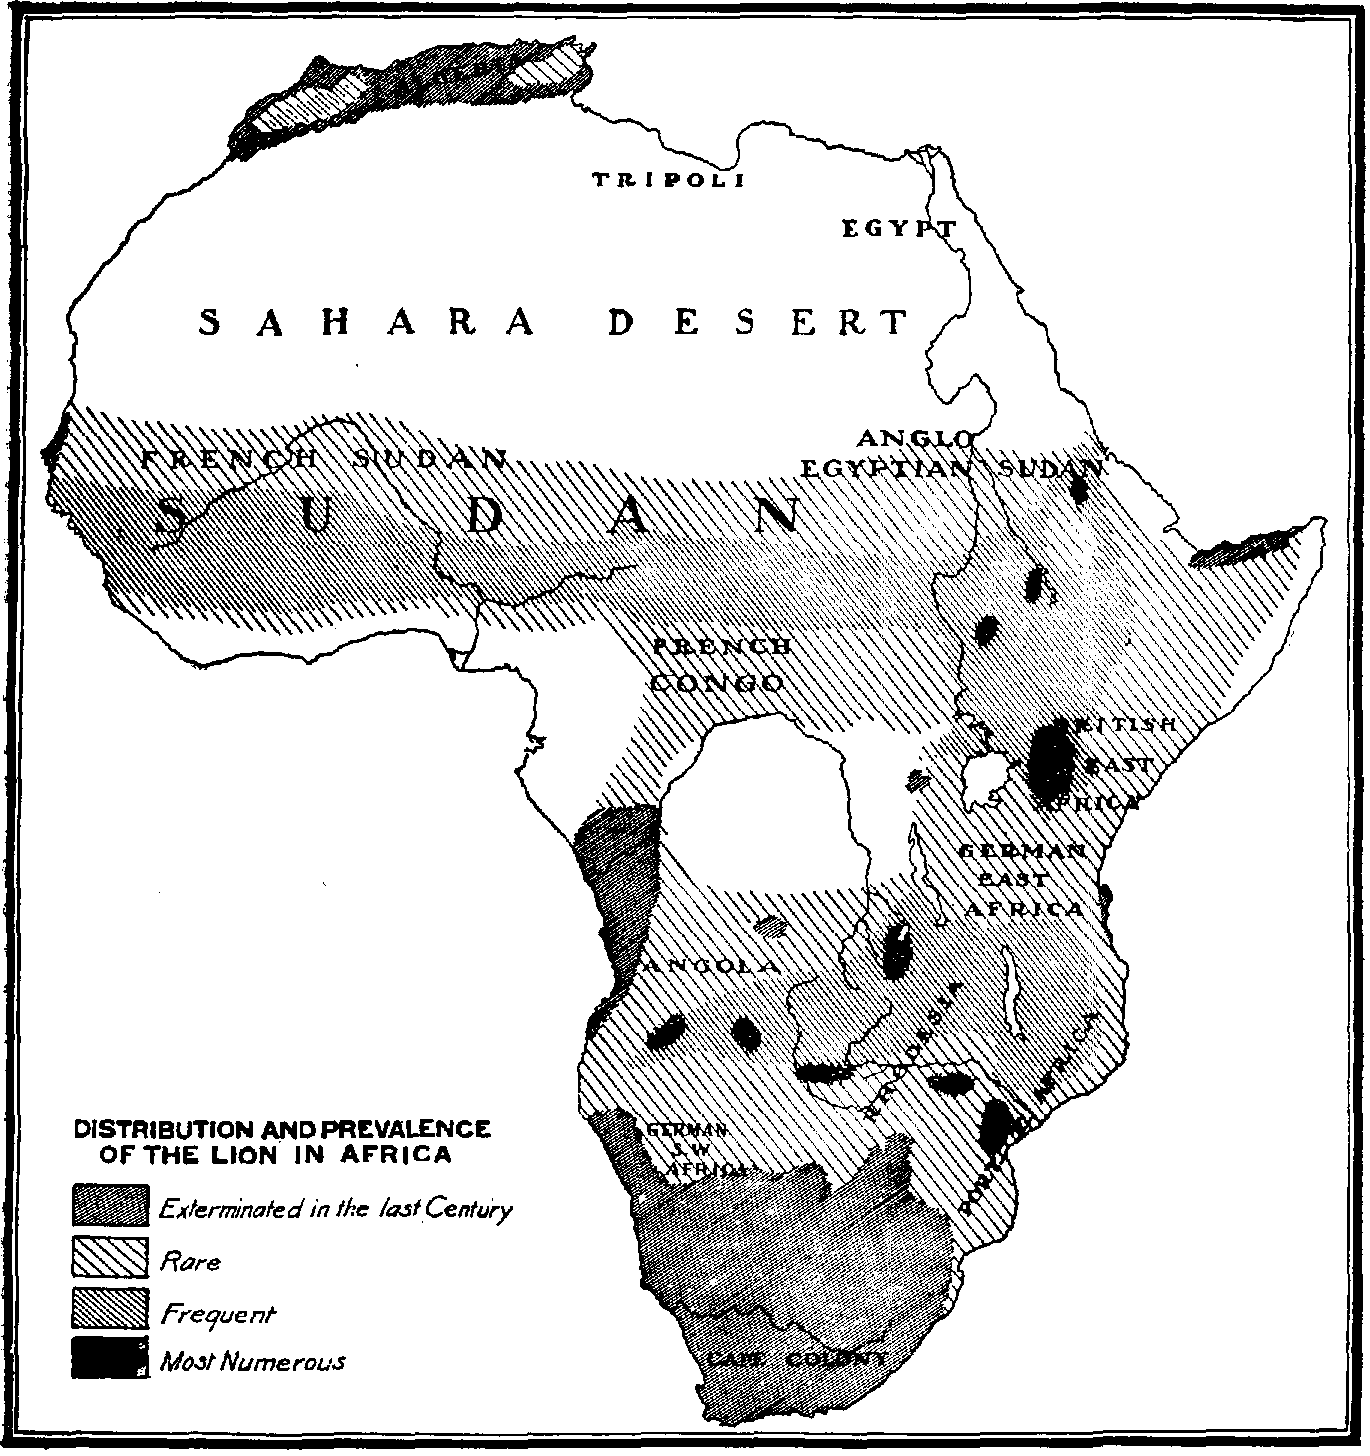 ALGERIA
TRIPOLI
EGYPT
SAHARA DESERT
ANGLO
EGYPTIAN SUDAN
FRENCH SUDAN
SUDAN
FRENCH
CONGO
BRITISH
EAST
AFRICA
GERMAN
EAST
AFRICA
ANGOLA
RHODESIA
AFRICA
GERMAN
S.W.
AFRICA
CAPE COLONY
DISTRIBUTION AND PREVALENCE
OF THE LION IN AFRICA
Exterminated in the last Century
Rare
Frequent
Most Numerous